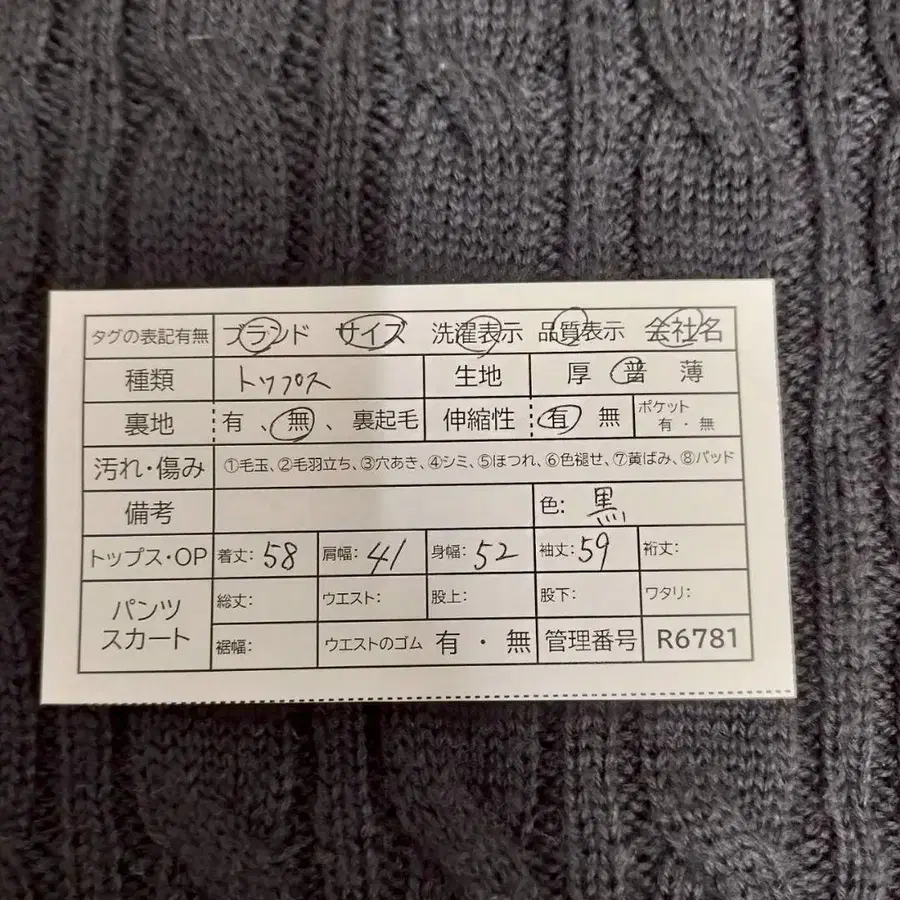 タグの表記有無 ブランド サイズ 洗濯表示 品質表示 会社名
種類 トップス 生地 厚 普 薄
裏地 有、無、裏起毛 伸縮性 有 無 ポケット 有・無
汚れ・傷み ①毛玉、②毛羽立ち、③穴あき、④シミ、⑤ほつれ、⑥色褪せ、⑦黄ばみ、⑧パッド
備考 色: 黒
トップス・OP 着丈: 58 肩幅: 41 身幅: 52 袖丈: 59 裄丈:
パンツ スカート 総丈: ウエスト: 股上: 股下: ワタリ:
裾幅: ウエストのゴム 有・無 管理番号 R6781